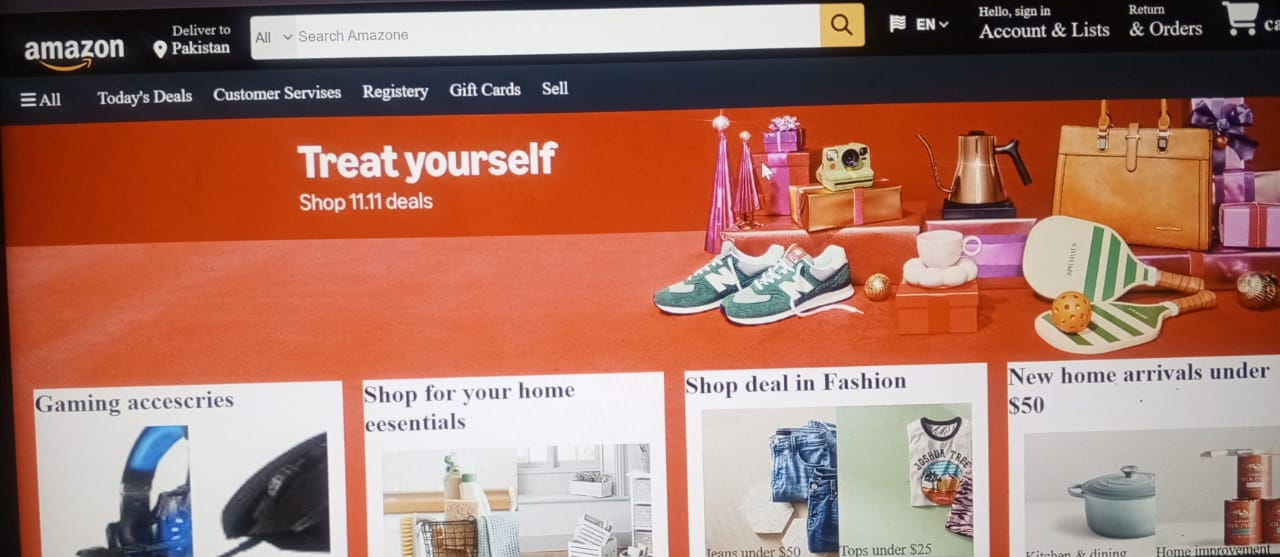 amazon
Deliver to
Pakistan
All
Search Amazone
EN
Hello, sign in
Account & Lists
Return
& Orders
All
Today's Deals
Customer Servises
Registery
Gift Cards
Sell
Treat yourself
Shop 11.11 deals
Gaming accescries
Shop for your home
eesentials
Shop deal in Fashion
New home arrivals under
$50
JOSHUA TREE
Jeans under $50
Tops under $25
Kitchen & dining
Home improvement